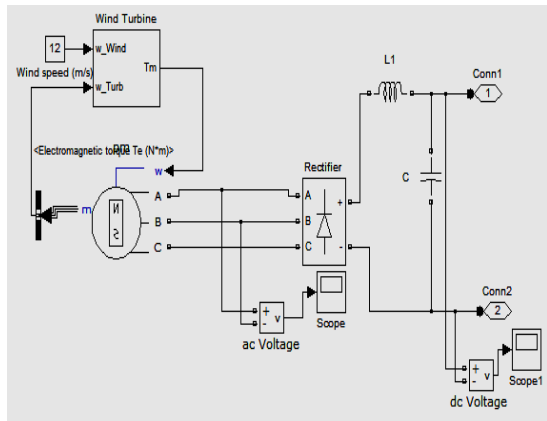 Wind Turbine
12
w_Wind
Tm
Wind speed (m/s)
w_Turb
L1
Conn1
1
<Electromagnetic torque Te (N*m)>
w
Rectifier
m
N
S
A
B
C
A
B
C
+
-
C
Conn2
2
+
-
v
Scope
ac Voltage
+
-
v
Scope1
dc Voltage